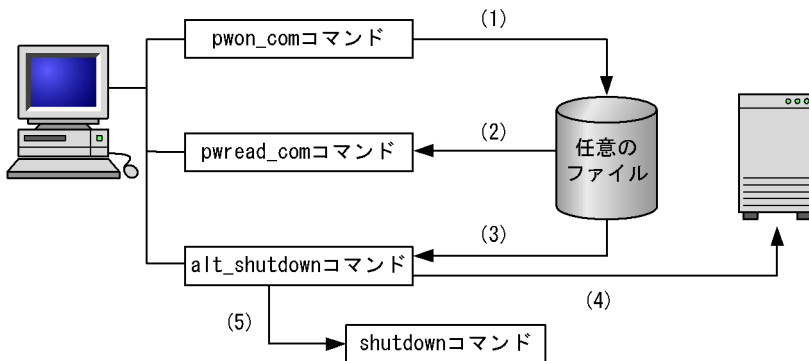 (1)
pwon_comコマンド
(2)
任意の
ファイル
pwread_comコマンド
(3)
alt_shutdownコマンド
(4)
(5)
shutdownコマンド